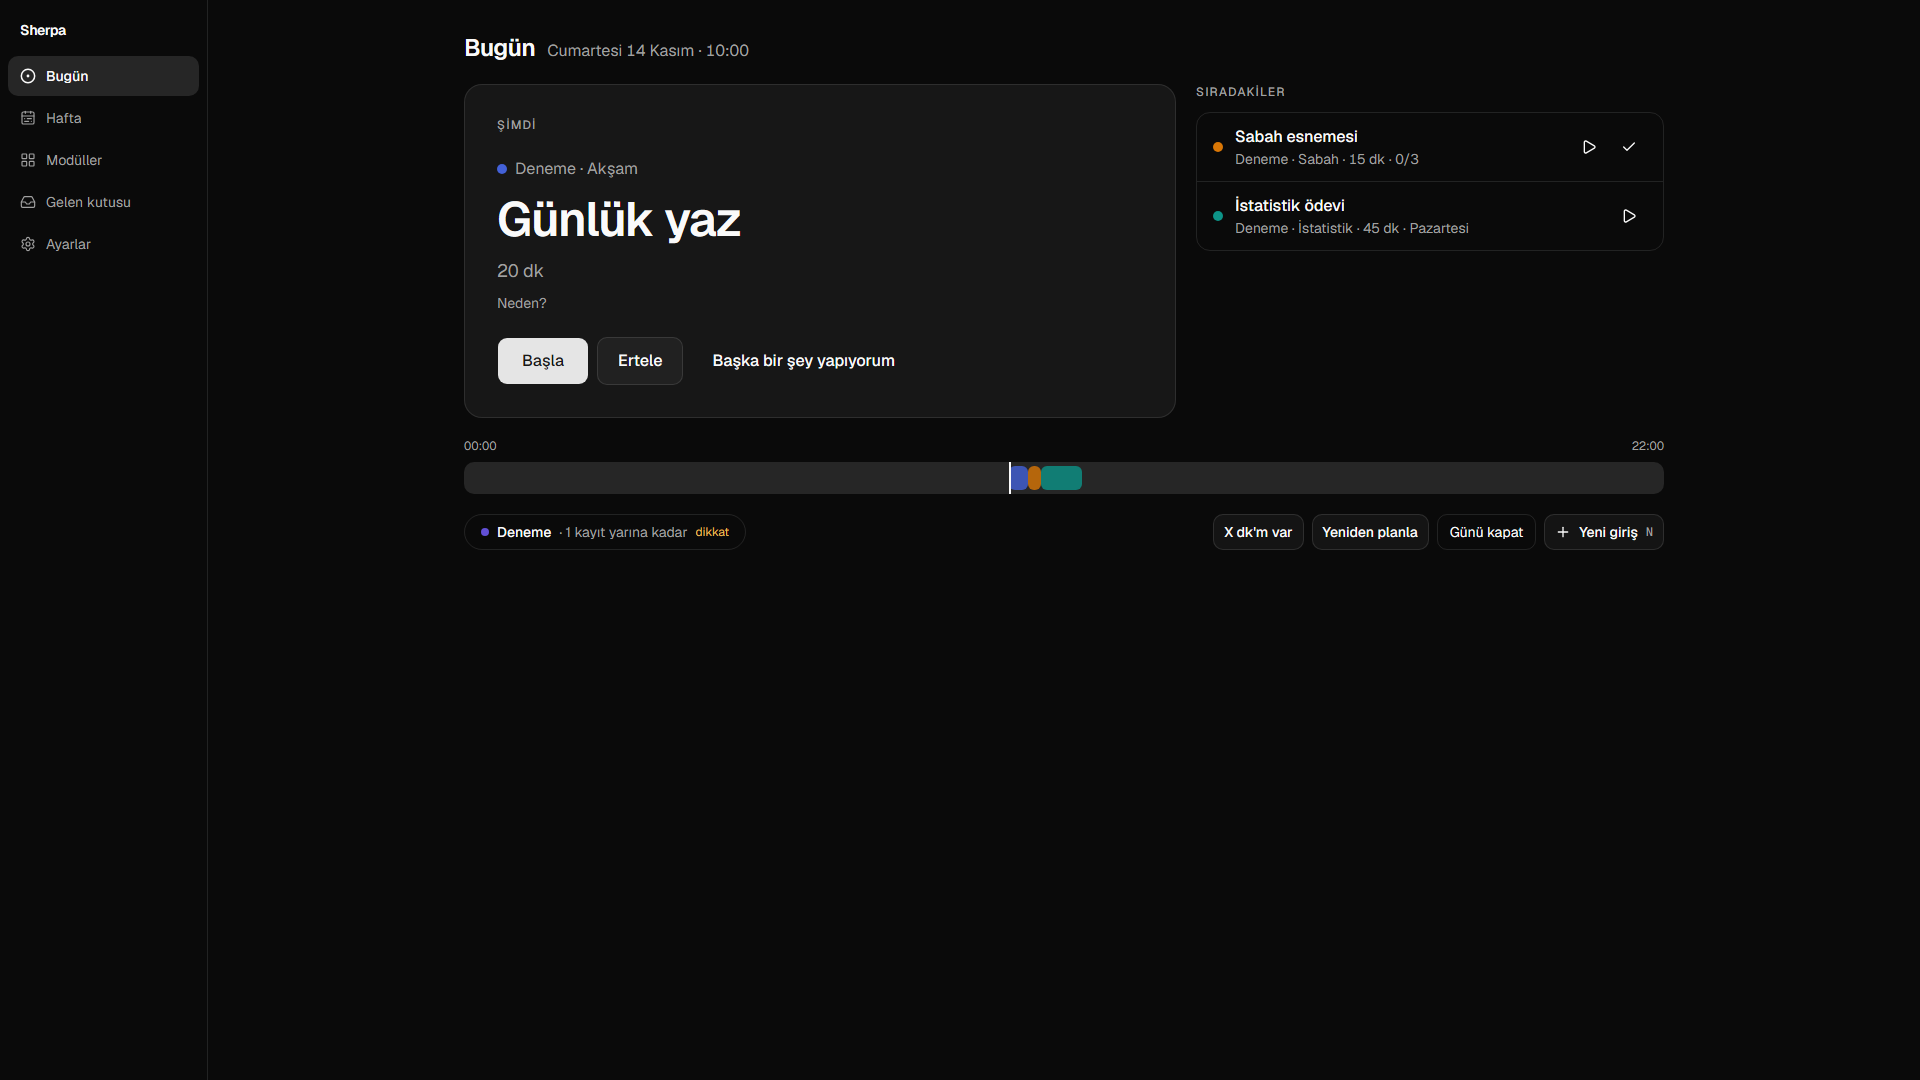 Sherpa
Bugün
Hafta
Modüller
Gelen kutusu
Ayarlar
Bugün Cumartesi 14 Kasım · 10:00
ŞİMDİ
Deneme · Akşam
Günlük yaz
20 dk
Neden?
Başla Ertele Başka bir şey yapıyorum
SIRADAKİLER
Sabah esnemesi
Deneme · Sabah · 15 dk · 0/3
İstatistik ödevi
Deneme · İstatistik · 45 dk · Pazartesi
00:00 22:00
Deneme · 1 kayıt yarına kadar dikkat
X dk'm var Yeniden planla Günü kapat + Yeni giriş N